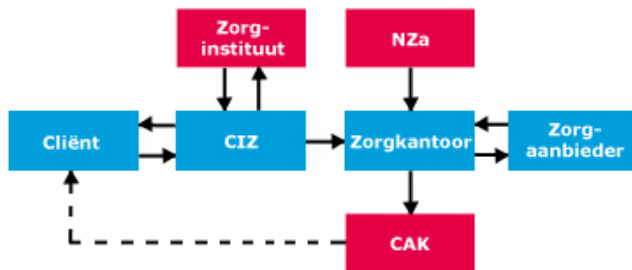 Zorg-
instituut
NZa
Cliënt
CIZ
Zorgkantoor
Zorg-
aanbieder
CAK